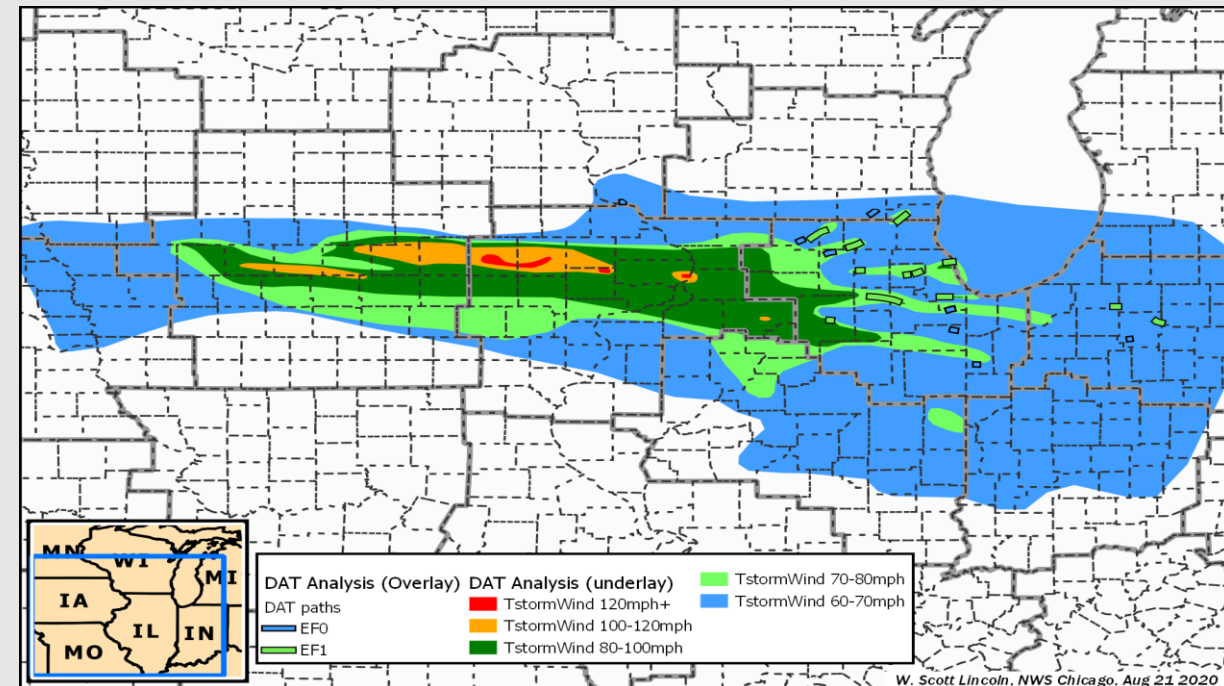 MN
WI
MI
IA
IL
IN
MO
DAT Analysis (Overlay)
DAT paths
EF0
EF1
DAT Analysis (underlay)
TstormWind 120mph+
TstormWind 100-120mph
TstormWind 80-100mph
TstormWind 70-80mph
TstormWind 60-70mph
W. Scott Lincoln, NWS Chicago, Aug 21 2020